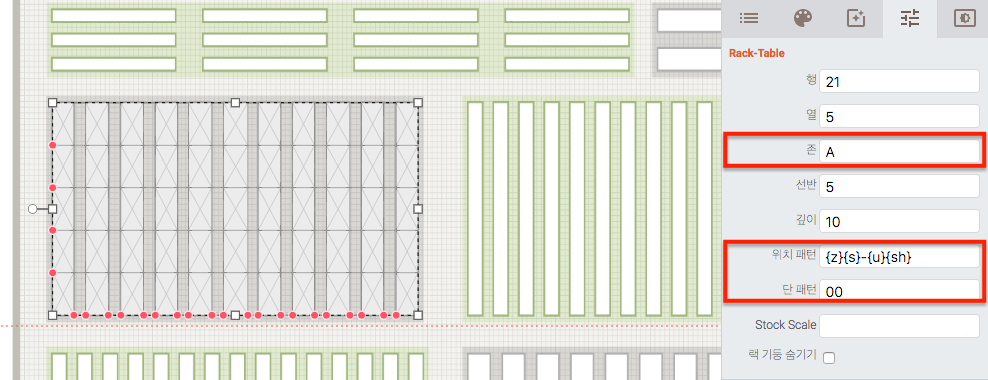 Rack-Table
행 21
열 5
존 A
선반 5
깊이 10
위치 패턴 {z}{s}-{u}{sh}
단 패턴 00
Stock Scale
랙 기둥 숨기기